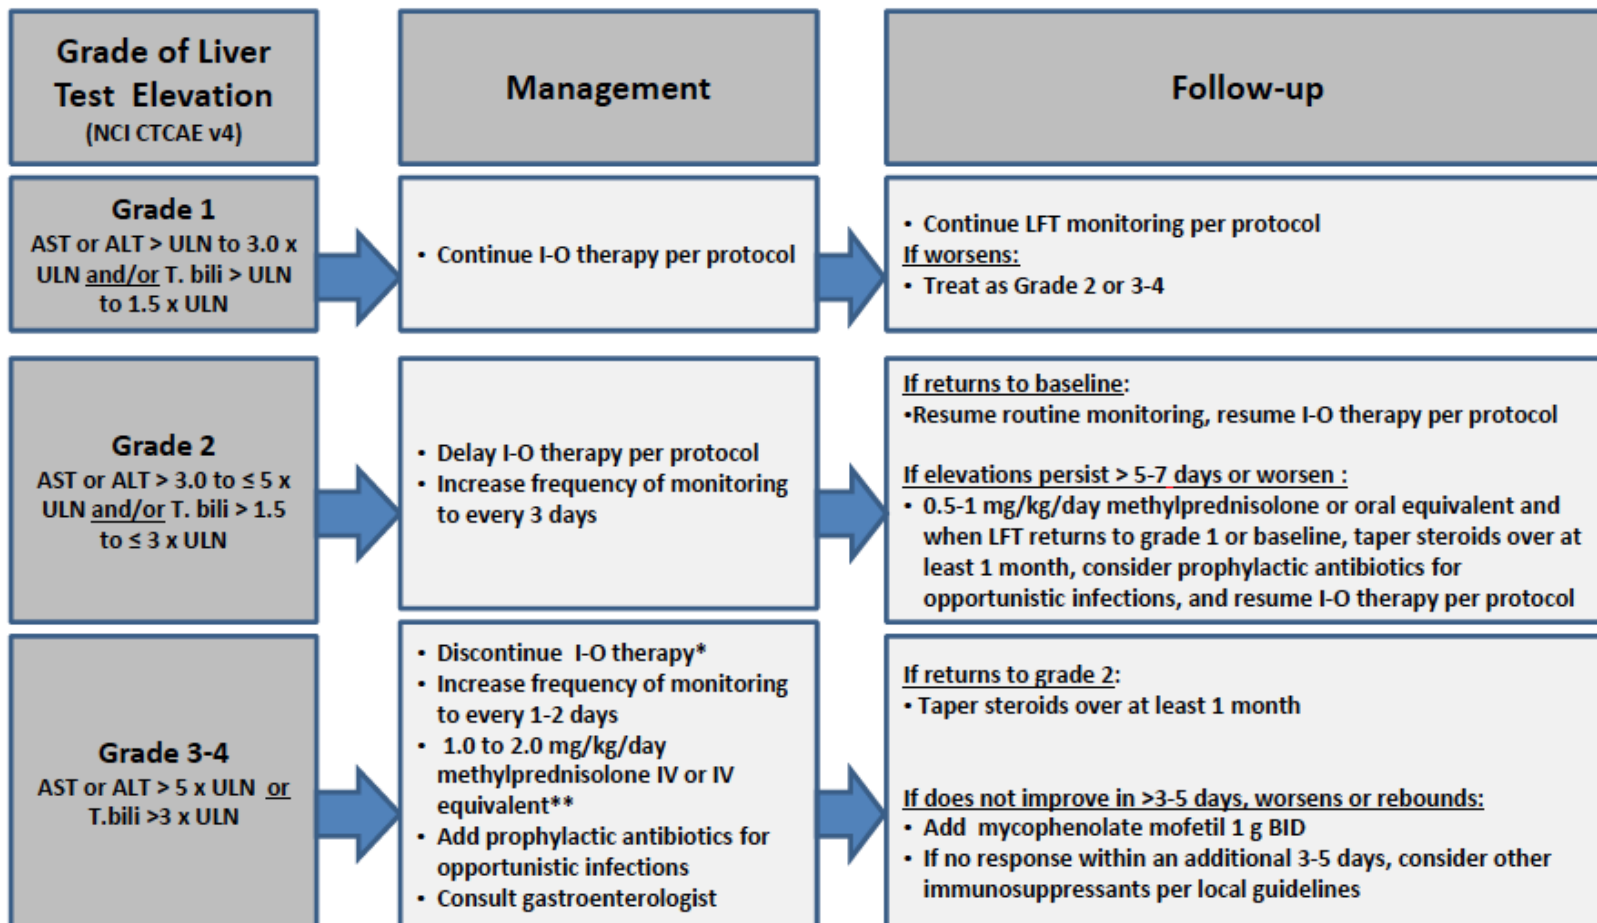 Grade of Liver
Test Elevation
(NCI CTCAE v4)
Management
Follow-up
Grade 1
AST or ALT > ULN to 3.0 x
ULN and/or T. bili > ULN
to 1.5 x ULN
• Continue I-O therapy per protocol
• Continue LFT monitoring per protocol
If worsens:
• Treat as Grade 2 or 3-4
Grade 2
AST or ALT > 3.0 to ≤ 5 x
ULN and/or T. bili > 1.5
to ≤ 3 x ULN
• Delay I-O therapy per protocol
• Increase frequency of monitoring
to every 3 days
If returns to baseline:
•Resume routine monitoring, resume I-O therapy per protocol
If elevations persist > 5-7 days or worsen :
• 0.5-1 mg/kg/day methylprednisolone or oral equivalent and
when LFT returns to grade 1 or baseline, taper steroids over at
least 1 month, consider prophylactic antibiotics for
opportunistic infections, and resume I-O therapy per protocol
Grade 3-4
AST or ALT > 5 x ULN or
T.bili >3 x ULN
• Discontinue I-O therapy*
• Increase frequency of monitoring
to every 1-2 days
• 1.0 to 2.0 mg/kg/day
methylprednisolone IV or IV
equivalent**
• Add prophylactic antibiotics for
opportunistic infections
• Consult gastroenterologist
If returns to grade 2:
• Taper steroids over at least 1 month
If does not improve in >3-5 days, worsens or rebounds:
• Add mycophenolate mofetil 1 g BID
• If no response within an additional 3-5 days, consider other
immunosuppressants per local guidelines